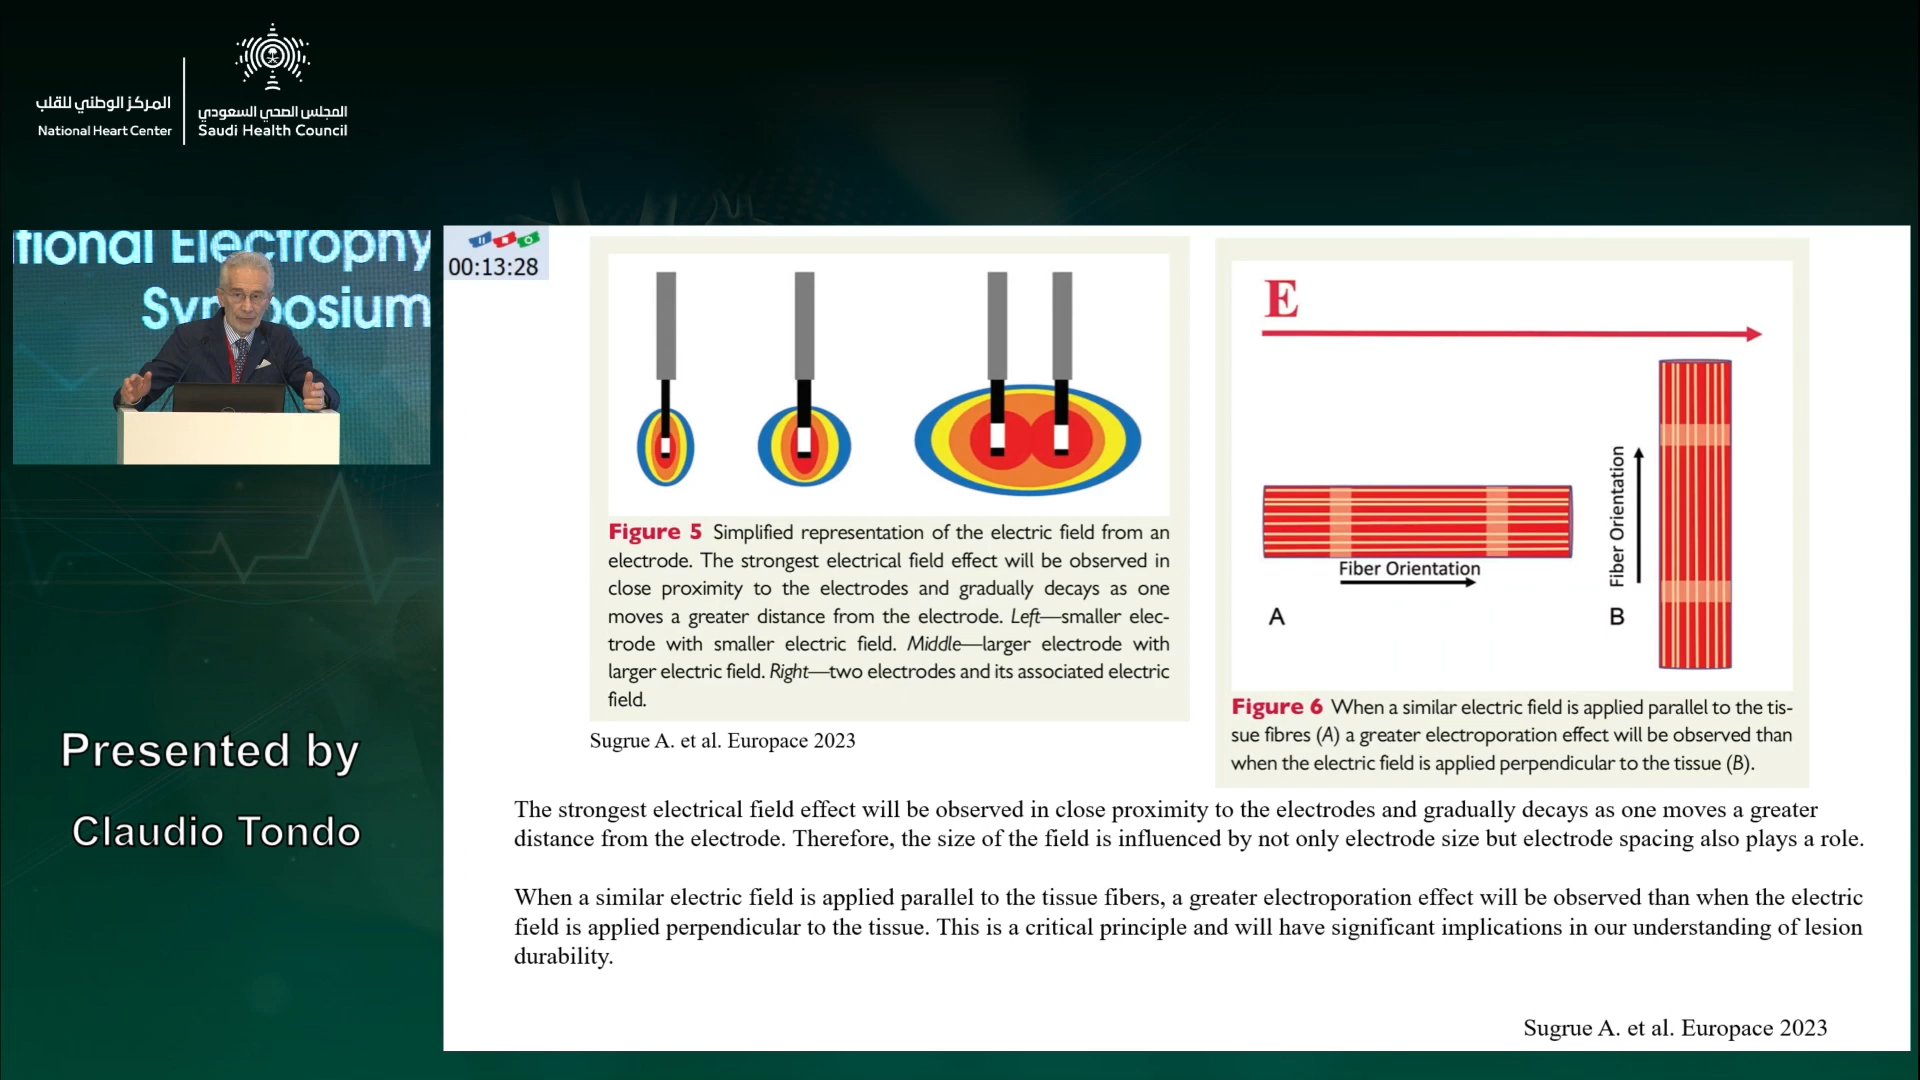 المركز الوطني للقلب
National Heart Center
المجلس الصحي السعودي
Saudi Health Council
tional Electrophy
Symposium
00:13:28
Figure 5 Simplified representation of the electric field from an
electrode. The strongest electrical field effect will be observed in
close proximity to the electrodes and gradually decays as one
moves a greater distance from the electrode. Left—smaller elec-
trode with smaller electric field. Middle—larger electrode with
larger electric field. Right—two electrodes and its associated electric
field.
Sugrue A. et al. Europace 2023
E
Fiber Orientation
A
Fiber Orientation
B
Figure 6 When a similar electric field is applied parallel to the tis-
sue fibres (A) a greater electroporation effect will be observed than
when the electric field is applied perpendicular to the tissue (B).
Presented by
Claudio Tondo
The strongest electrical field effect will be observed in close proximity to the electrodes and gradually decays as one moves a greater
distance from the electrode. Therefore, the size of the field is influenced by not only electrode size but electrode spacing also plays a role.
When a similar electric field is applied parallel to the tissue fibers, a greater electroporation effect will be observed than when the electric
field is applied perpendicular to the tissue. This is a critical principle and will have significant implications in our understanding of lesion
durability.
Sugrue A. et al. Europace 2023